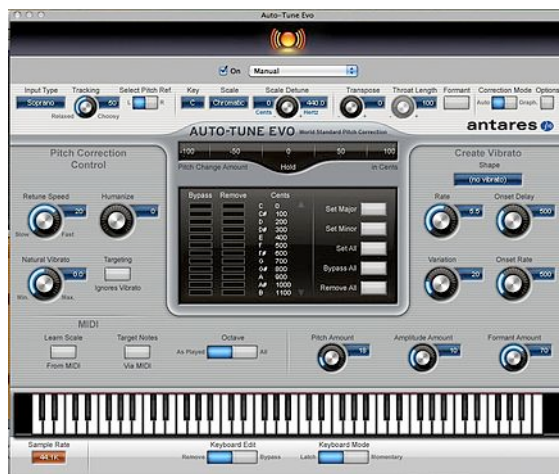 Auto-Tune Evo
On Manual
Input Type Tracking Select Pitch Ref. Key Scale Scale Detune Transpose Throat Length Formant Correction Mode Options
Soprano 50 L R C Chromatic 0 440.0 0 100 Auto Graph.
Relaxed Choosy Cents Hertz
AUTO-TUNE EVO World Standard Pitch Correction
antares
-100 -50 0 50 100
Pitch Change Amount Hold in Cents
Pitch Correction Control
Create Vibrato
Shape
(no vibrato)
Retune Speed Humanize
20 0
Slow Fast
Natural Vibrato Targeting
0.0
Min. Max. Ignores Vibrato
Bypass Remove Cents
C 0
C# 100
D 200
D# 300
E 400
F 500
F# 600
G 700
G# 800
A 900
A# 1000
B 1100
Set Major
Set Minor
Set All
Bypass All
Remove All
Rate Onset Delay
5.5 500
Variation Onset Rate
20 500
MIDI
Learn Scale Target Notes Octave
From MIDI Via MIDI As Played All
Pitch Amount Amplitude Amount Formant Amount
10 70
Sample Rate Keyboard Edit Keyboard Mode
44.1K Remove Bypass Latch Momentary